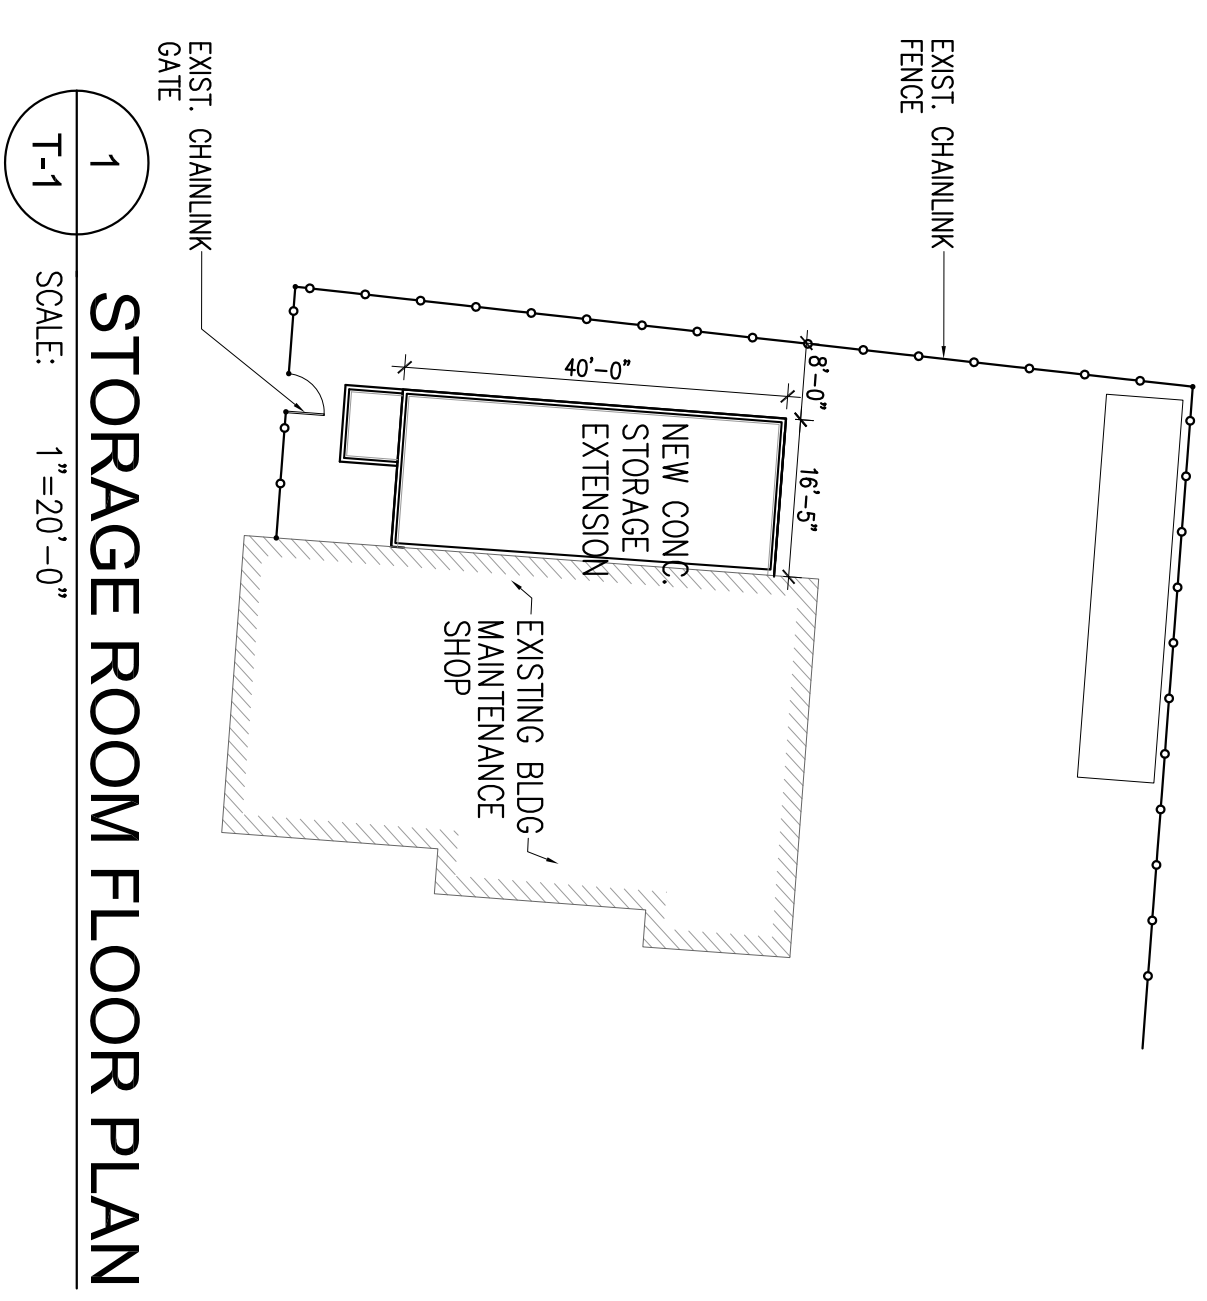 EXIST. CHAINLINK
FENCE
8'-0"
16'-5"
40'-0"
NEW CONC.
STORAGE
EXTENSION
EXISTING BLDG
MAINTENANCE
SHOP
EXIST. CHAINLINK
GATE
1
T-1
STORAGE ROOM FLOOR PLAN
SCALE: 1"=20'-0"